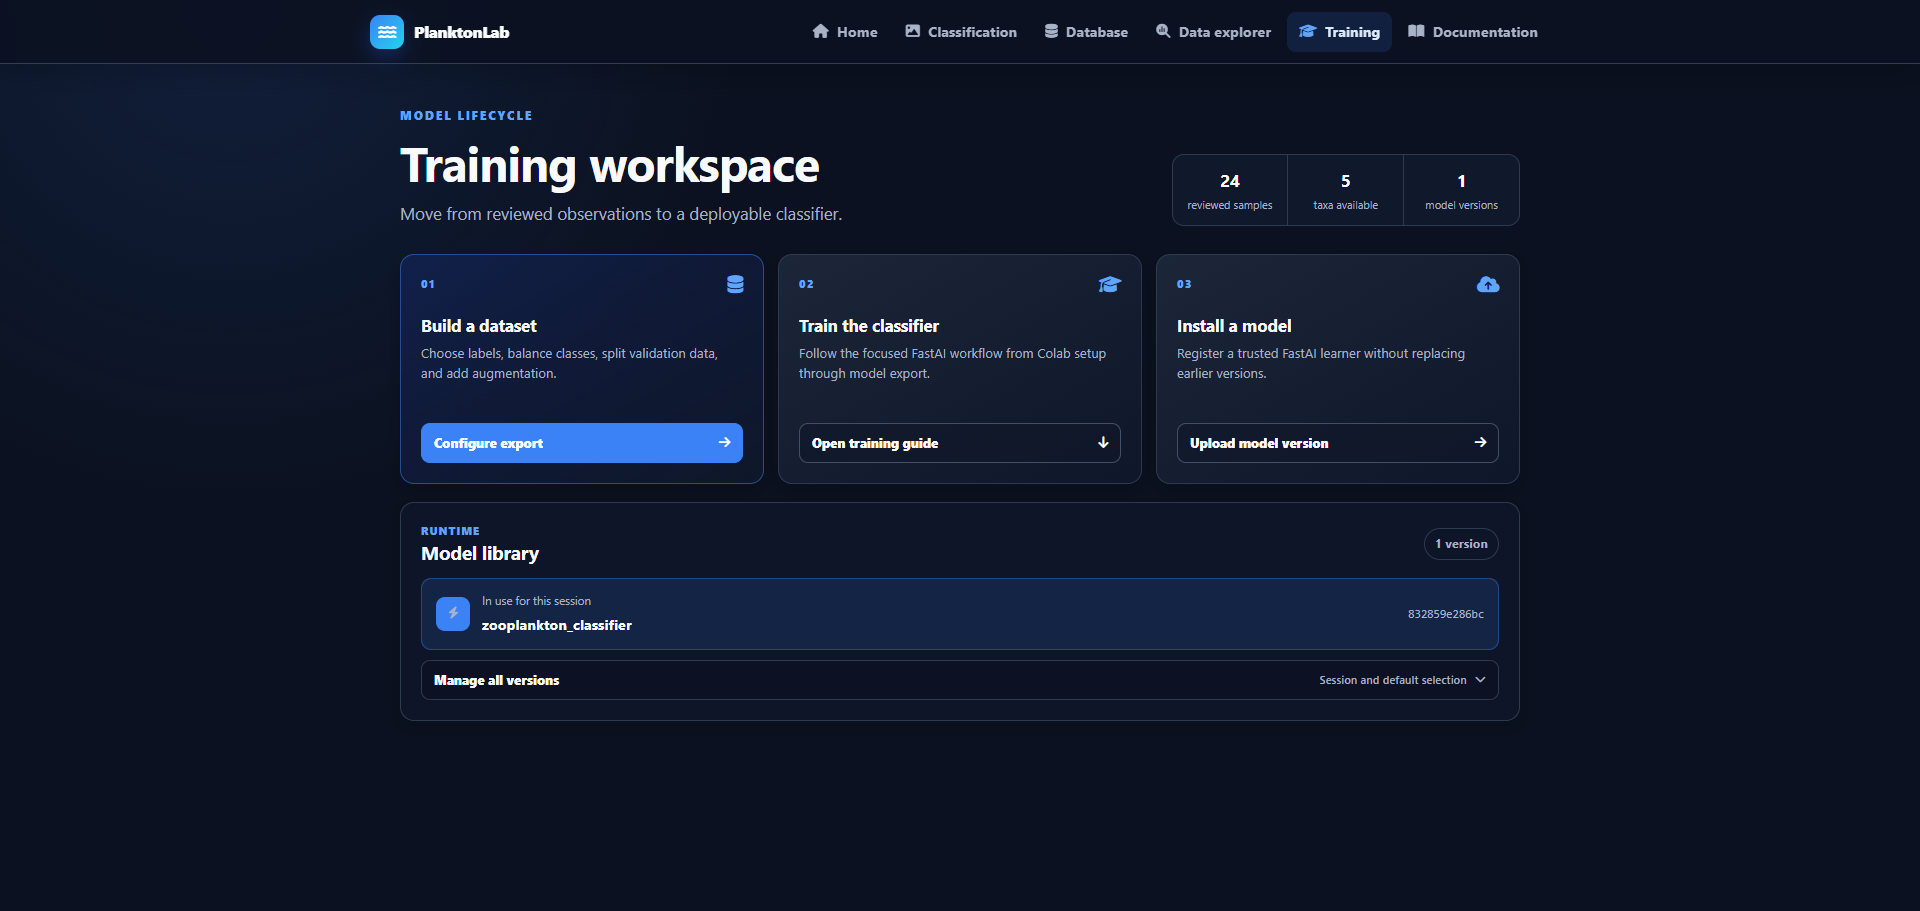 PlanktonLab
Home
Classification
Database
Data explorer
Training
Documentation
MODEL LIFECYCLE
Training workspace
Move from reviewed observations to a deployable classifier.
24
reviewed samples
5
taxa available
1
model versions
01
Build a dataset
Choose labels, balance classes, split validation data,
and add augmentation.
Configure export
02
Train the classifier
Follow the focused FastAI workflow from Colab setup
through model export.
Open training guide
03
Install a model
Register a trusted FastAI learner without replacing
earlier versions.
Upload model version
RUNTIME
Model library
1 version
In use for this session
zooplankton_classifier
832859e286bc
Manage all versions
Session and default selection